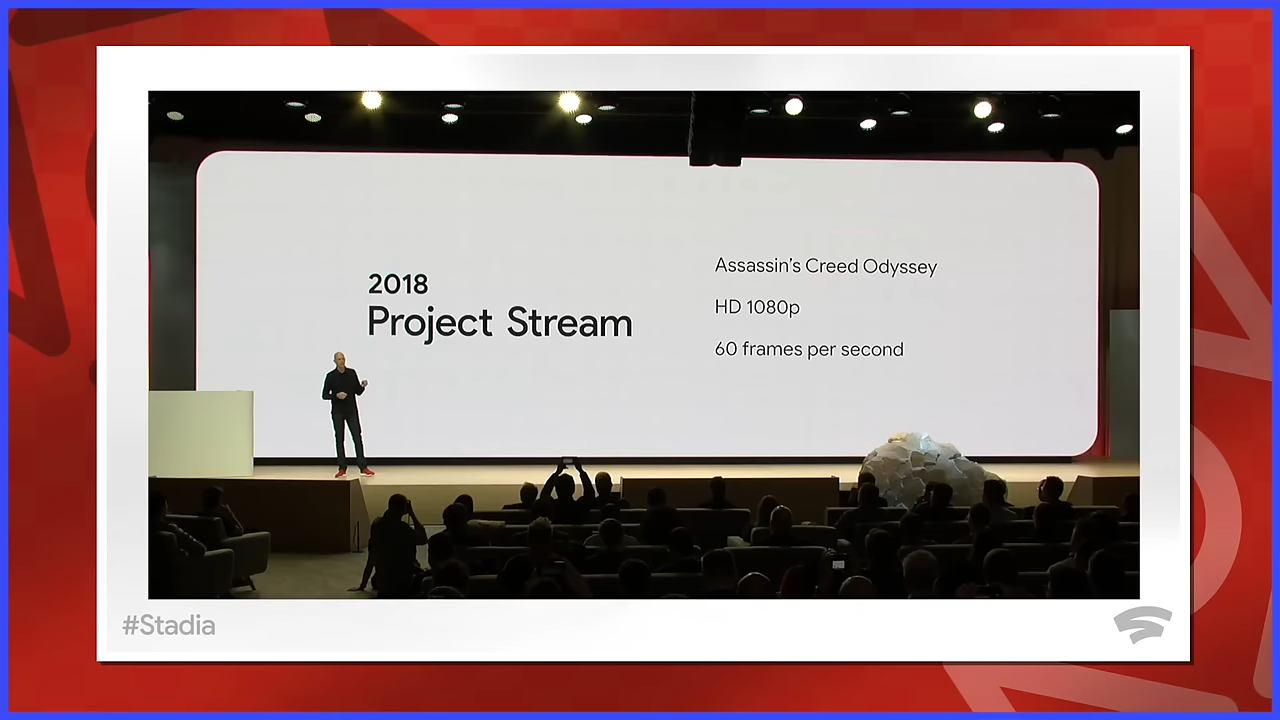 2018
Project Stream
Assassin's Creed Odyssey
HD 1080p
60 frames per second
#Stadia